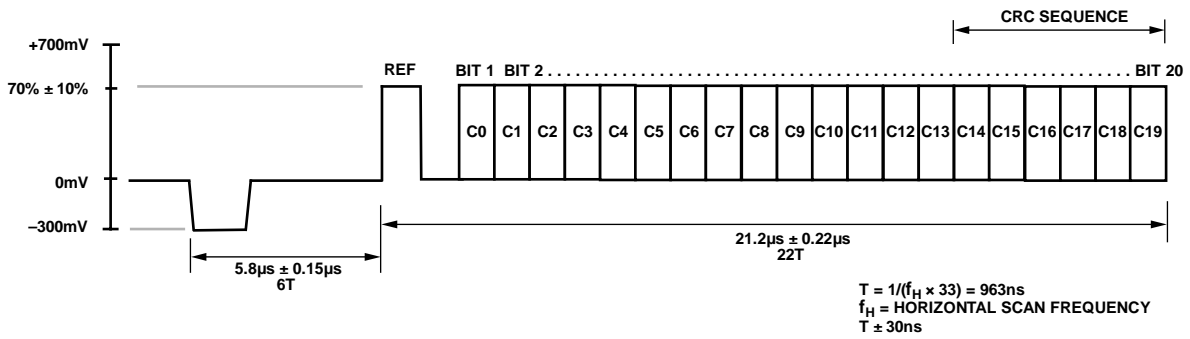 CRC SEQUENCE
+700mV
REF
BIT 1 BIT 2 . . . . . . . . . . . . . . . . . . . . . . . . . . . . . . . . . . . . . . . . . . . . . . . . . . . . . . . . . . . . . BIT 20
70% ± 10%
C0 C1 C2 C3 C4 C5 C6 C7 C8 C9 C10 C11 C12 C13 C14 C15 C16 C17 C18 C19
0mV
–300mV
21.2µs ± 0.22µs
22T
5.8µs ± 0.15µs
6T
T = 1/(fH × 33) = 963ns
fH = HORIZONTAL SCAN FREQUENCY
T ± 30ns